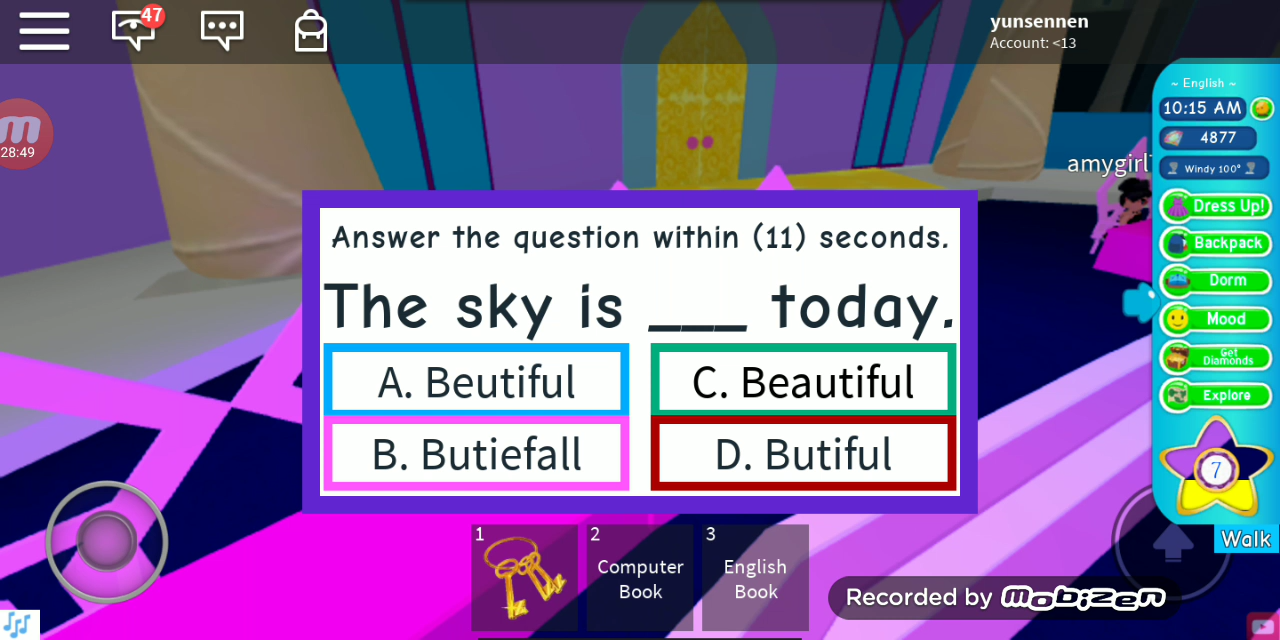 47
yunsennen
Account: <13
28:49
~ English ~
10:15 AM
4877
Windy 100°
amygirl
Dress Up!
Backpack
Dorm
Mood
Get
Diamonds
Explore
7
Walk
Answer the question within (11) seconds.
The sky is ___ today.
A. Beutiful
C. Beautiful
B. Butiefall
D. Butiful
1
2
Computer
Book
3
English
Book
Recorded by mobizen